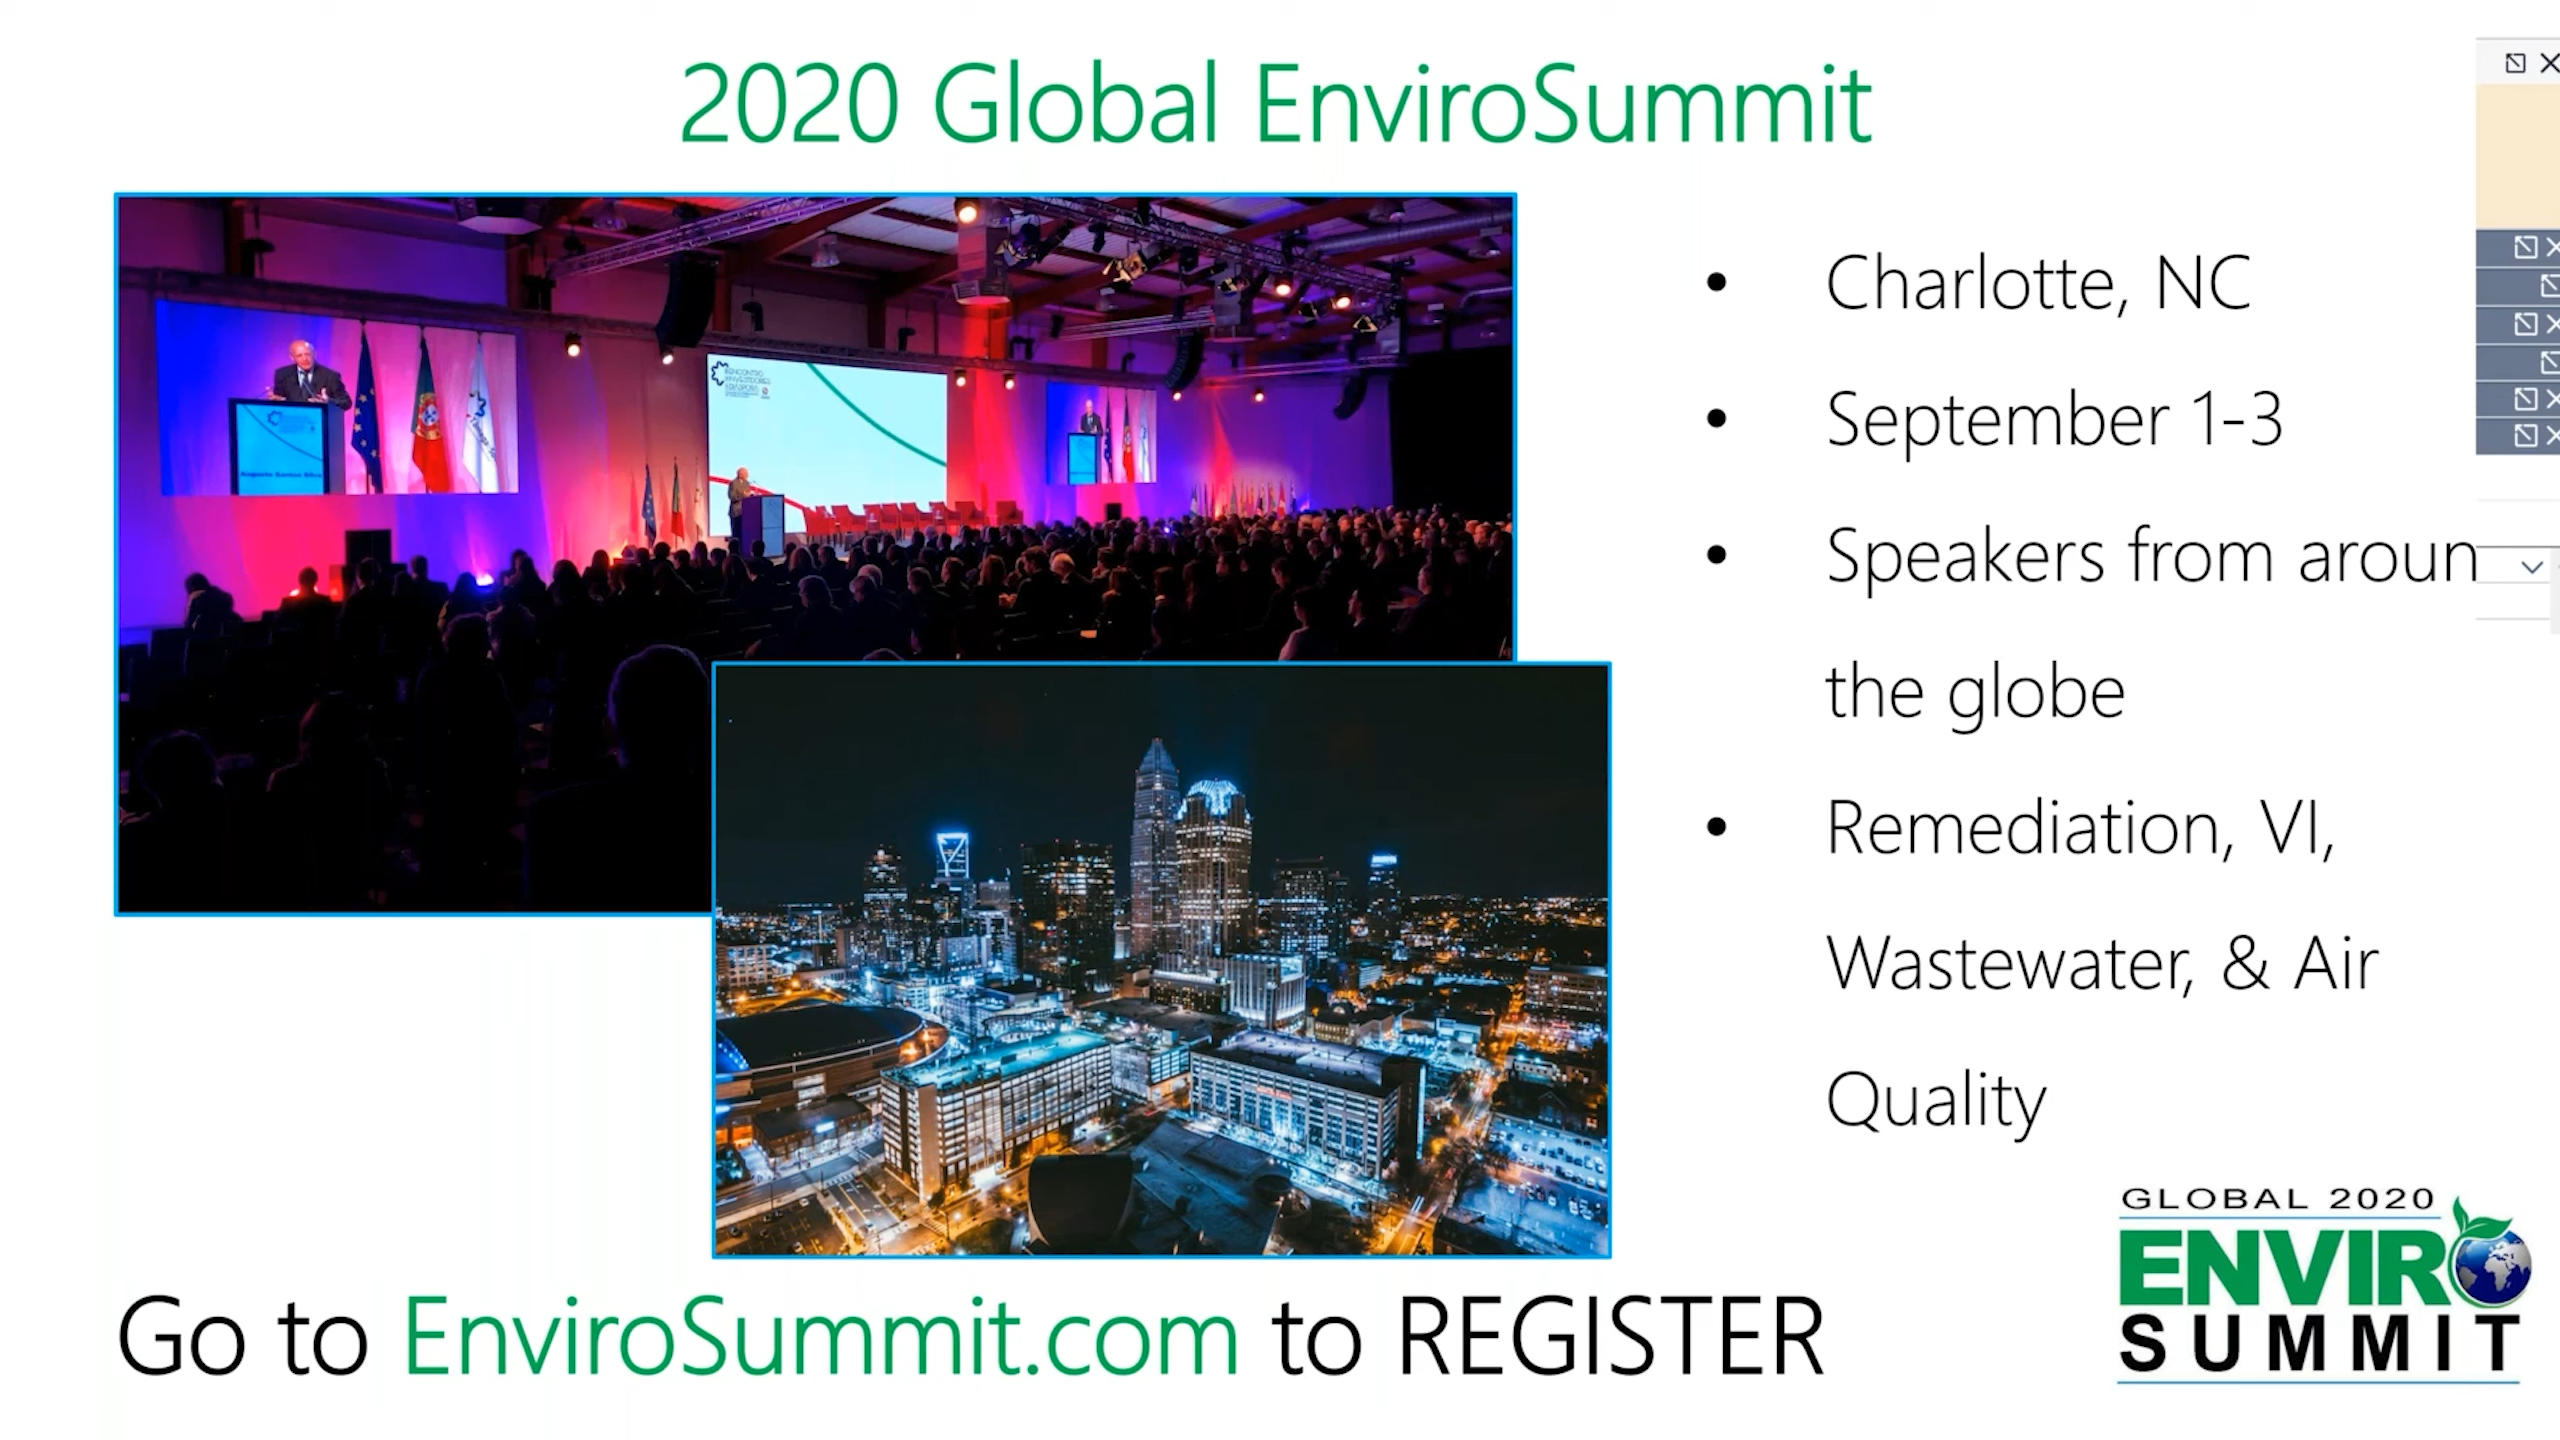 2020 Global EnviroSummit
• Charlotte, NC
• September 1-3
• Speakers from aroun
the globe
• Remediation, VI,
Wastewater, & Air
Quality
Go to EnviroSummit.com to REGISTER
GLOBAL 2020
ENVIRO
SUMMIT